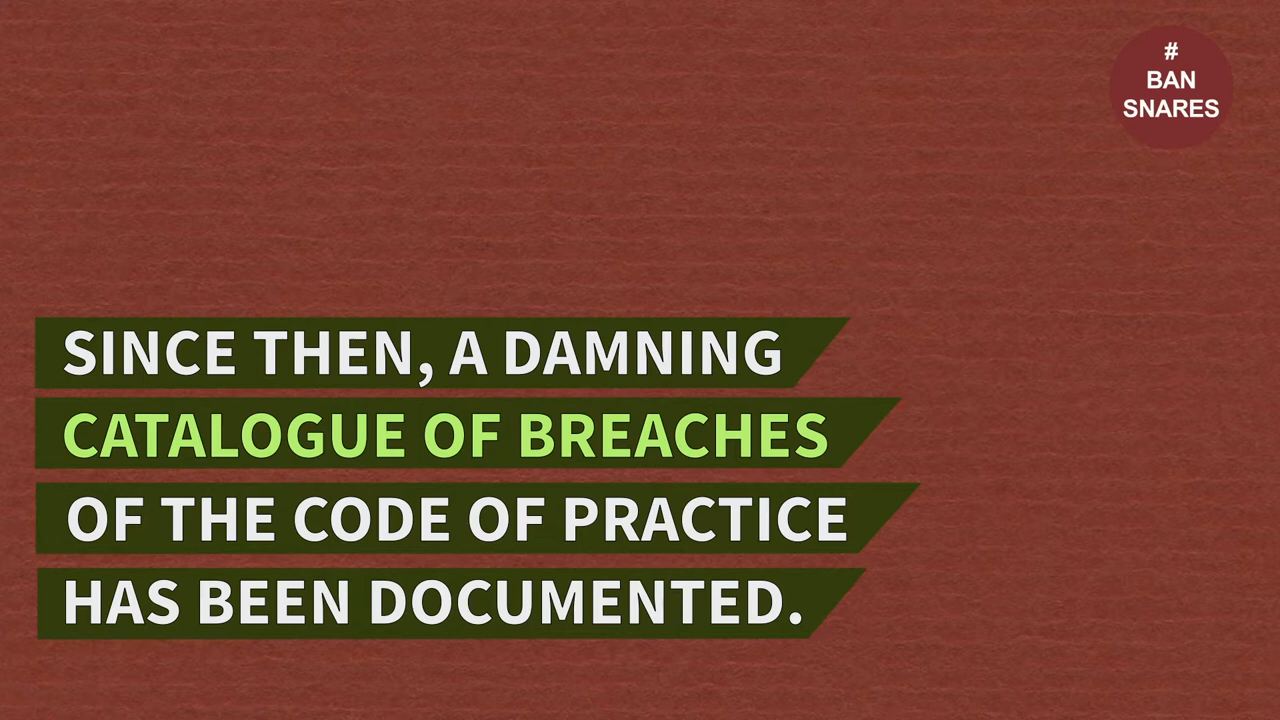 #
BAN
SNARES
SINCE THEN, A DAMNING
CATALOGUE OF BREACHES
OF THE CODE OF PRACTICE
HAS BEEN DOCUMENTED.